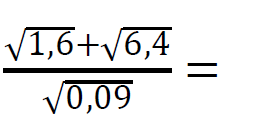 √1,6+√6,4
√0,09 =